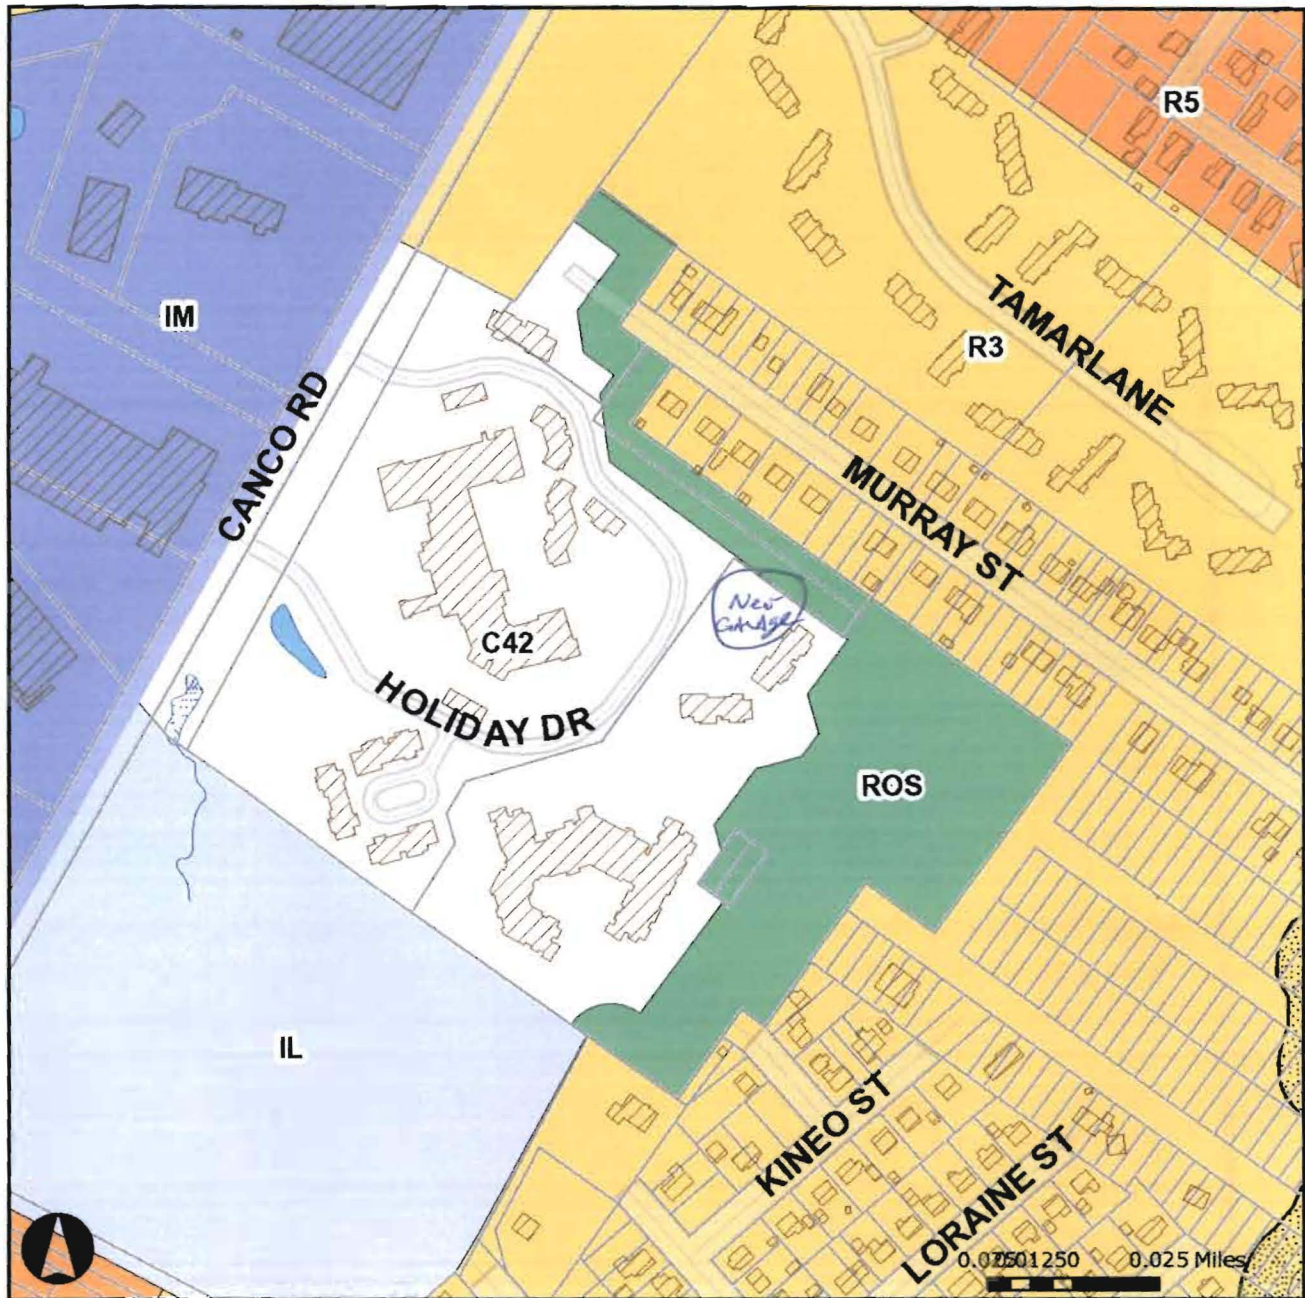 R5
IM
TAMARLANE
R3
CANCO RD
MURRAY ST
New
Garage
C42
HOLIDAY DR
ROS
IL
KINEO ST
LORAINE ST
0.025 Miles